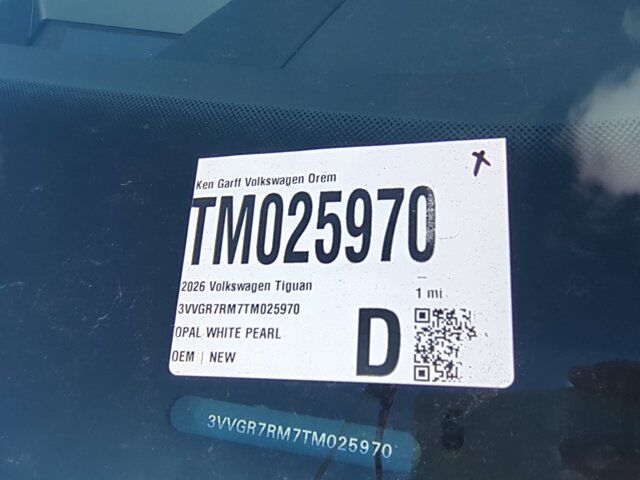 Ken Garff Volkswagen Orem
TM025970
2026 Volkswagen Tiguan
1 mi
3VVGR7RM7TM025970
OPAL WHITE PEARL
OEM | NEW
D
3VVGR7RM7TM025970